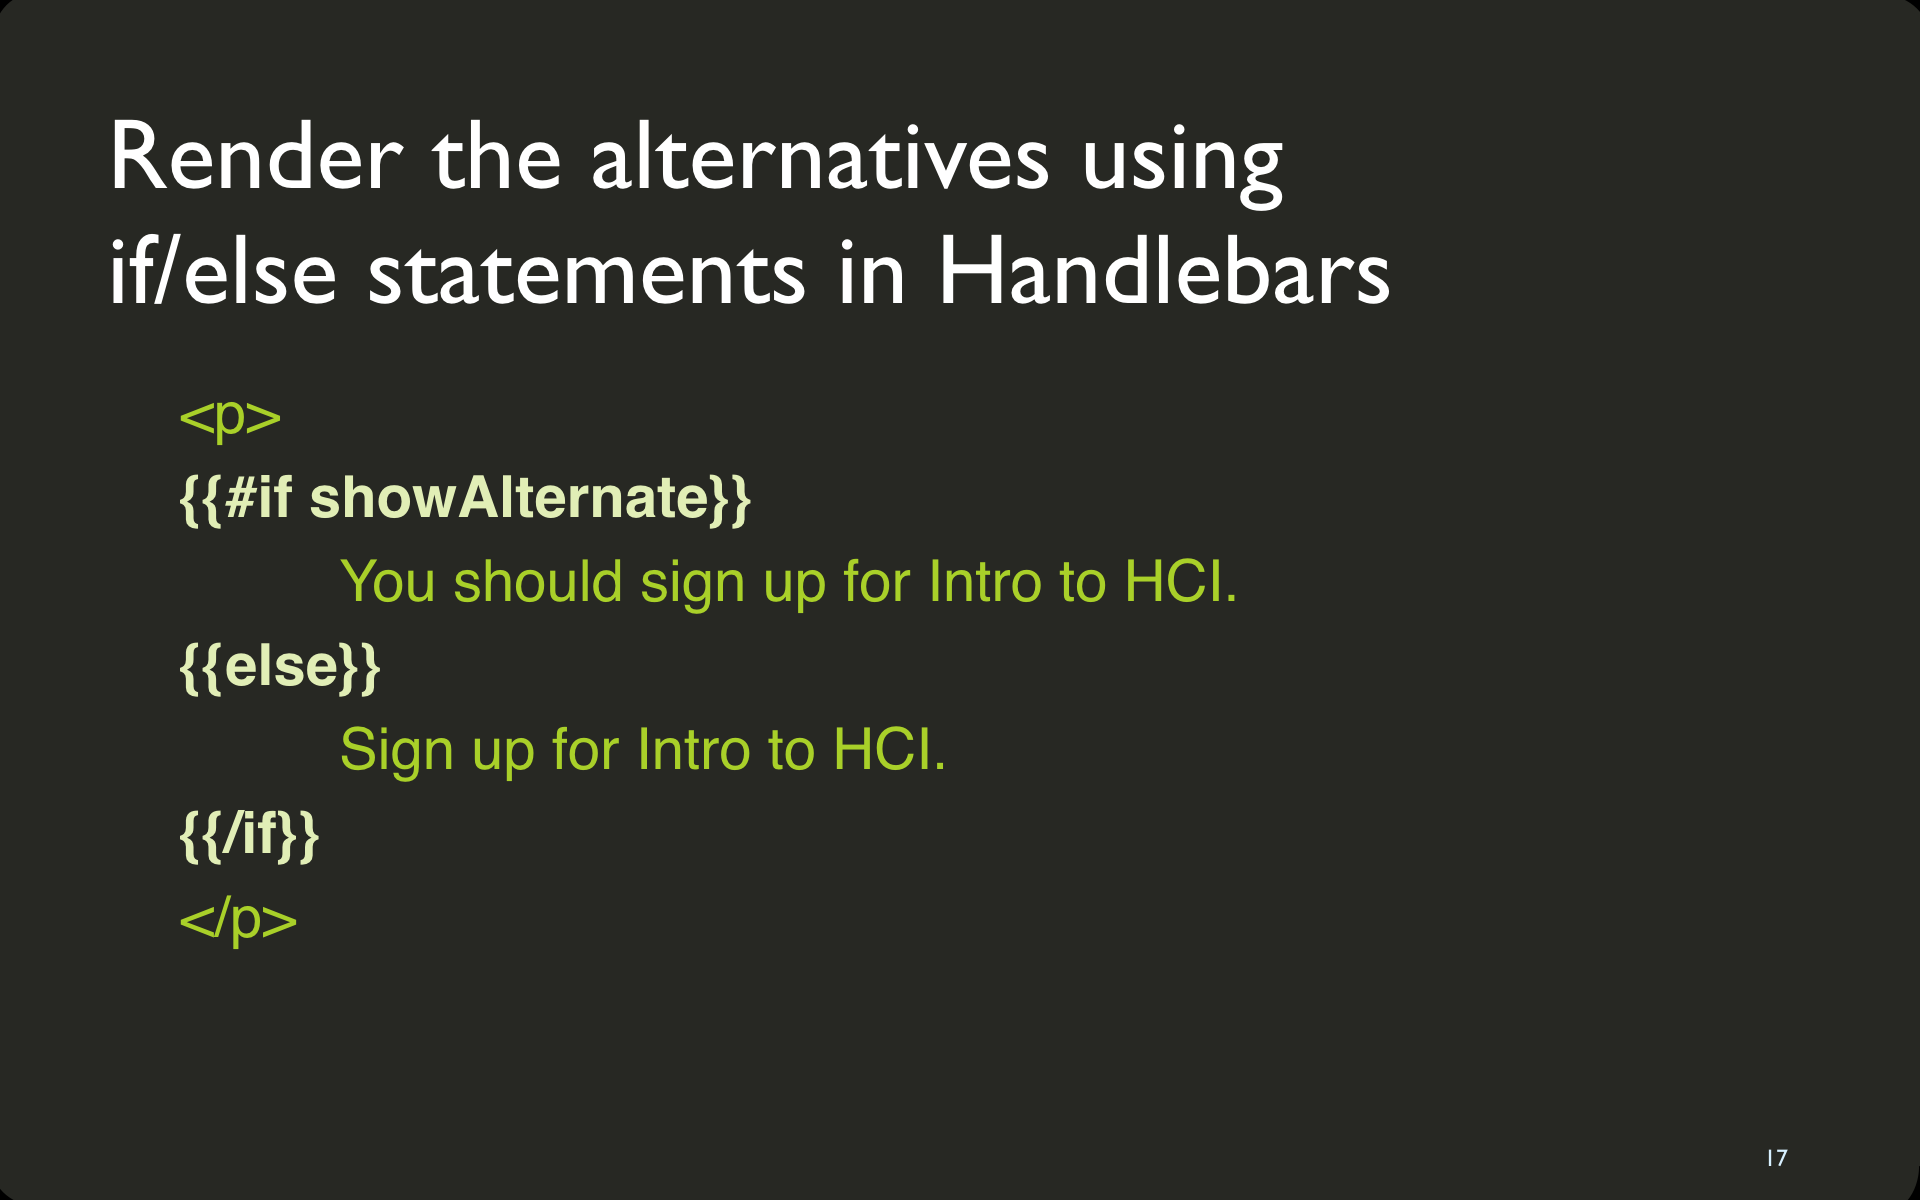 Render the alternatives using
if/else statements in Handlebars
<p>
{{#if showAlternate}}
You should sign up for Intro to HCI.
{{else}}
Sign up for Intro to HCI.
{{/if}}
</p>
17